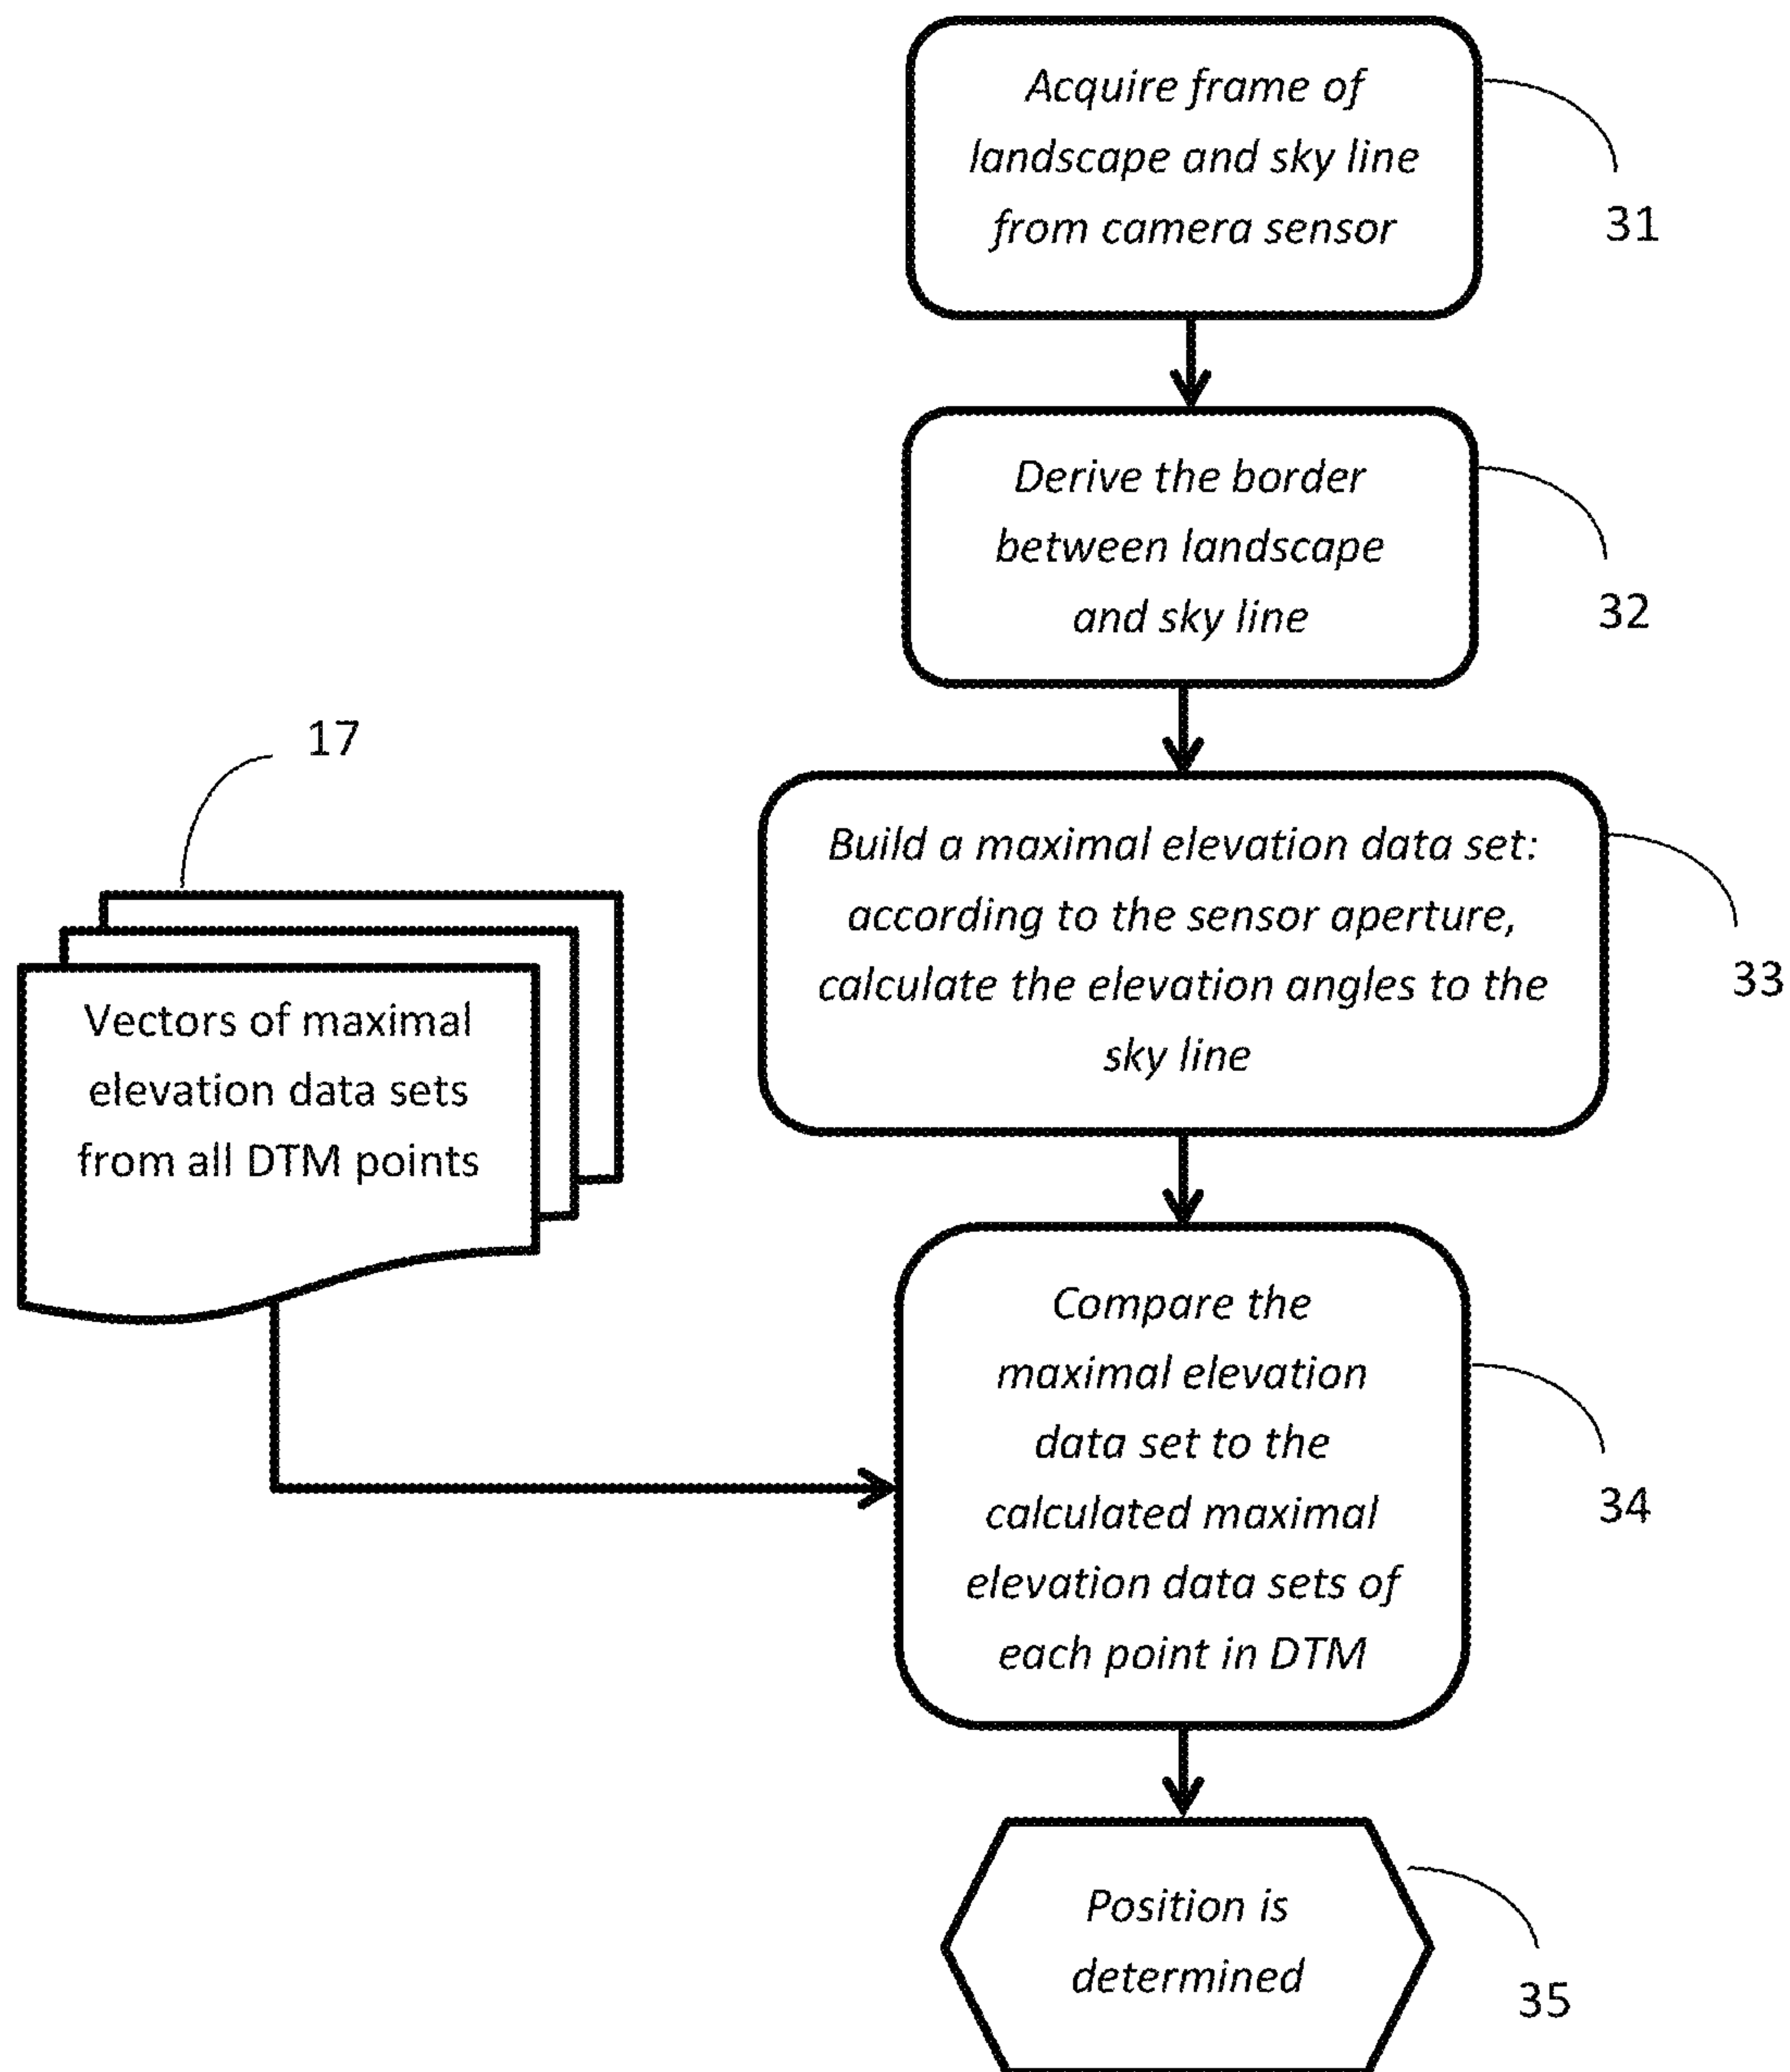 Acquire frame of
landscape and sky line
from camera sensor
31
Derive the border
between landscape
and sky line
32
17
Vectors of maximal
elevation data sets
from all DTM points
Build a maximal elevation data set:
according to the sensor aperture,
calculate the elevation angles to the
sky line
33
Compare the
maximal elevation
data set to the
calculated maximal
elevation data sets of
each point in DTM
34
Position is
determined
35